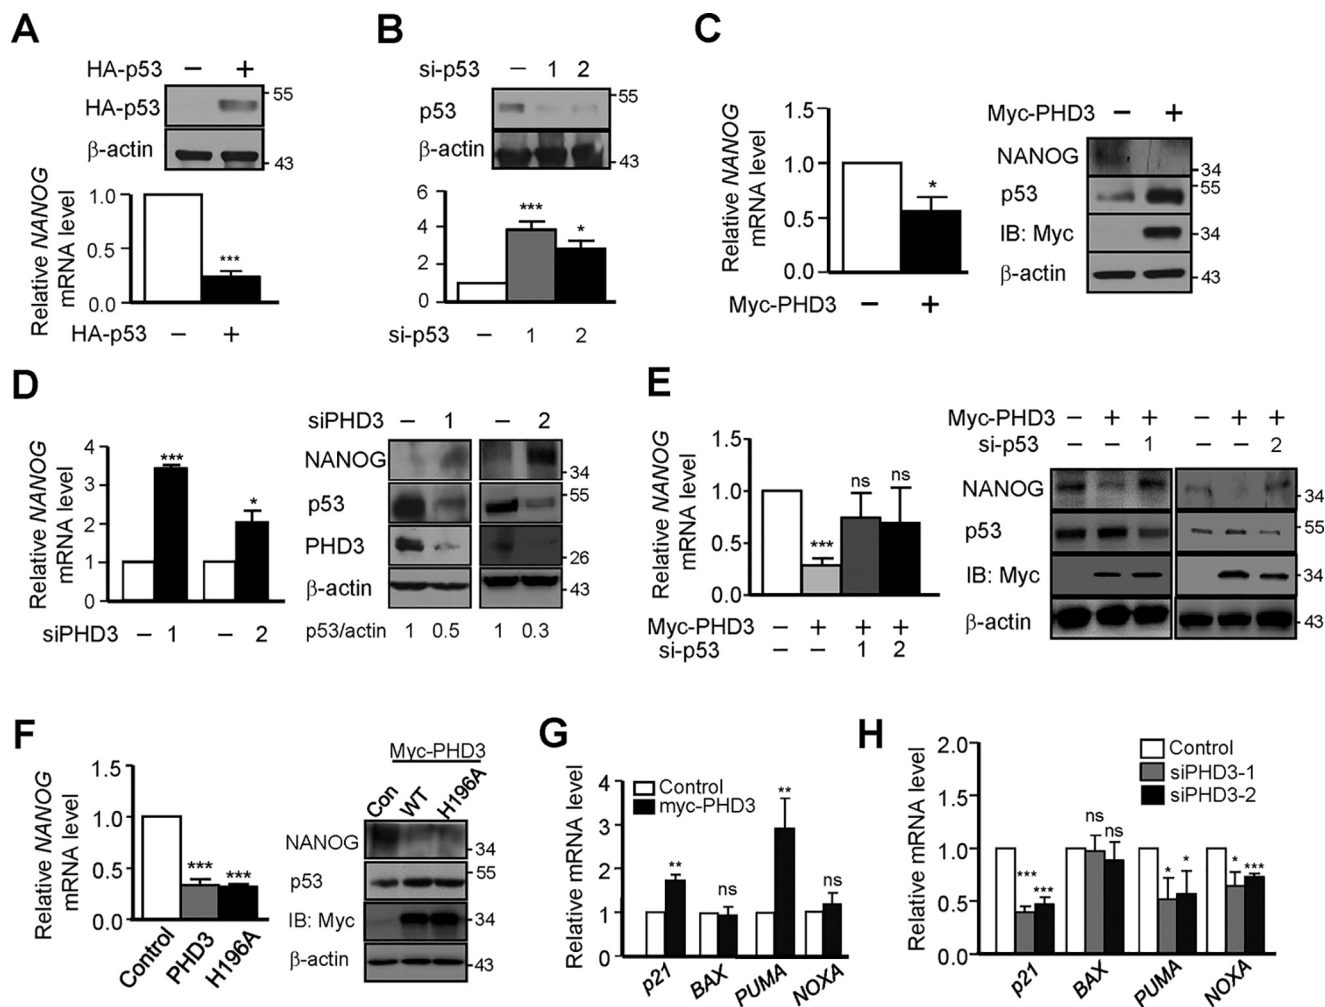 A
HA-p53 – +
HA-p53 55
β-actin 43
Relative NANOG
mRNA level
1.0
0.5
0.0
***
HA-p53 – +
B
si-p53 – 1 2
p53 55
β-actin 43
6
4
2
0
*** *
si-p53 – 1 2
C
Relative NANOG
mRNA level
1.5
1.0
0.5
0.0
*
Myc-PHD3 – +
Myc-PHD3 – +
NANOG 34
p53 55
IB: Myc 34
β-actin 43
D
Relative NANOG
mRNA level
4
3
2
1
0
*** *
siPHD3 – 1 – 2
siPHD3 – 1 – 2
NANOG 34
p53 55
PHD3 26
β-actin 43
p53/actin 1 0.5 1 0.3
E
Relative NANOG
mRNA level
1.5
1.0
0.5
0.0
*** ns ns
Myc-PHD3 – + + +
si-p53 – – 1 2
Myc-PHD3 – + + – + +
si-p53 – – 1 – – 2
NANOG 34
p53 55
IB: Myc 34
β-actin 43
F
Relative NANOG
mRNA level
1.5
1.0
0.5
0.0
*** ***
Control PHD3 H196A
Myc-PHD3
Con WT H196A
NANOG 34
p53 55
IB: Myc 34
β-actin 43
G
Relative mRNA level
6
4
2
1
0
Control
myc-PHD3
** ns ** ns
p21 BAX PUMA NOXA
H
Relative mRNA level
2.0
1.5
1.0
0.5
0.0
Control
siPHD3-1
siPHD3-2
*** *** ns ns * * * ***
p21 BAX PUMA NOXA